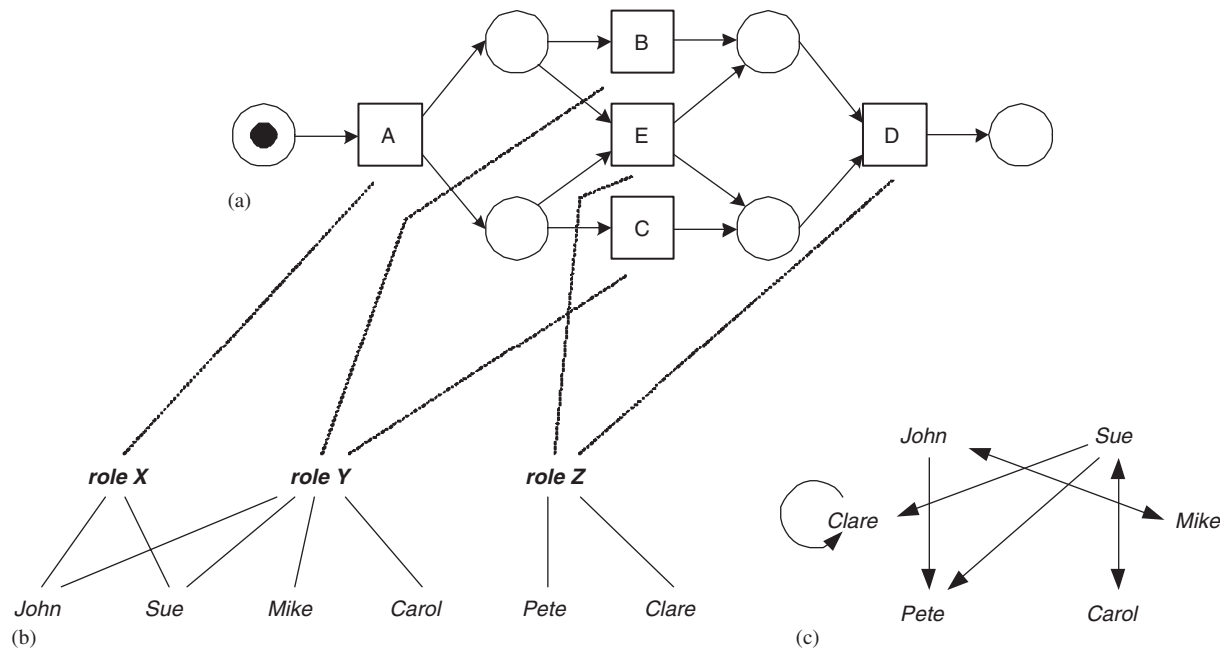 B
A
E
D
(a)
C
role X
role Y
role Z
John
Sue
Mike
Carol
Pete
Clare
(b)
John
Sue
Clare
Mike
Pete
Carol
(c)